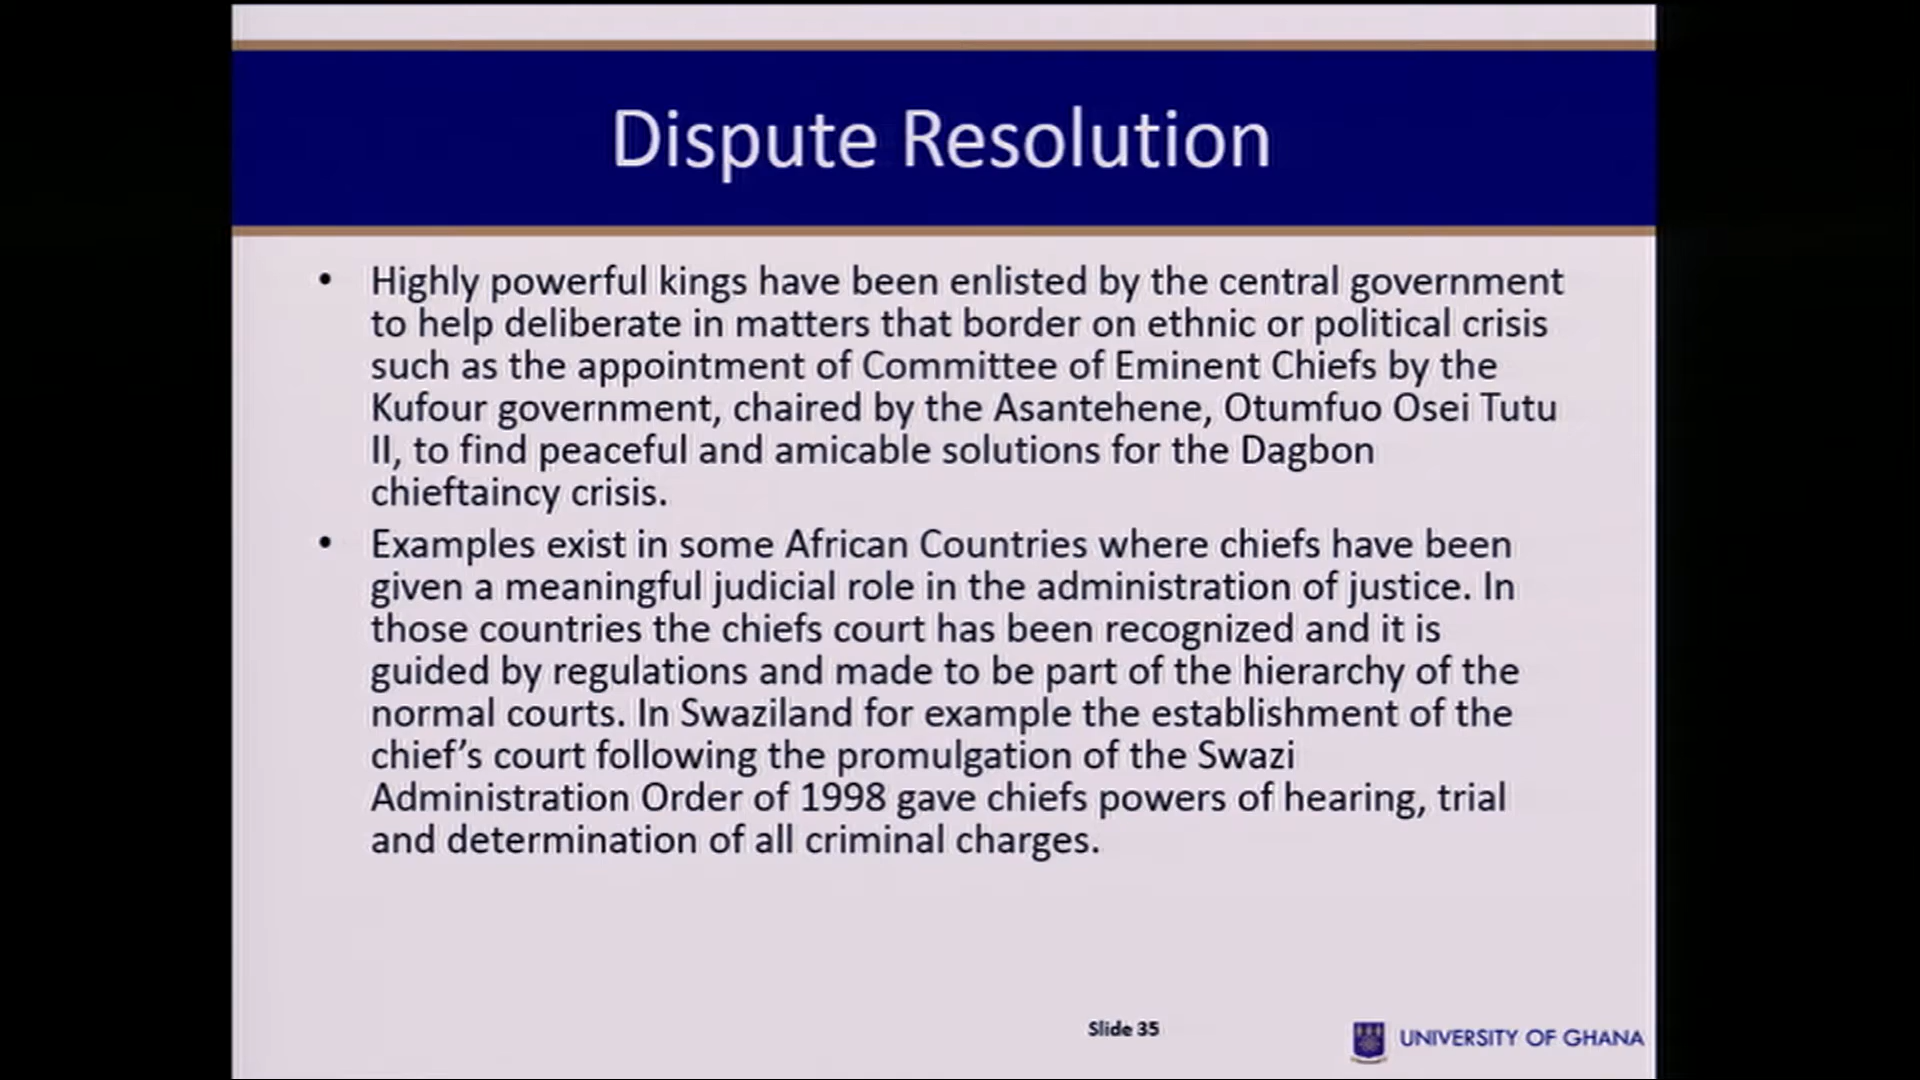 Dispute Resolution
• Highly powerful kings have been enlisted by the central government
to help deliberate in matters that border on ethnic or political crisis
such as the appointment of Committee of Eminent Chiefs by the
Kufour government, chaired by the Asantehene, Otumfuo Osei Tutu
II, to find peaceful and amicable solutions for the Dagbon
chieftaincy crisis.
• Examples exist in some African Countries where chiefs have been
given a meaningful judicial role in the administration of justice. In
those countries the chiefs court has been recognized and it is
guided by regulations and made to be part of the hierarchy of the
normal courts. In Swaziland for example the establishment of the
chief’s court following the promulgation of the Swazi
Administration Order of 1998 gave chiefs powers of hearing, trial
and determination of all criminal charges.
Slide 35
UNIVERSITY OF GHANA